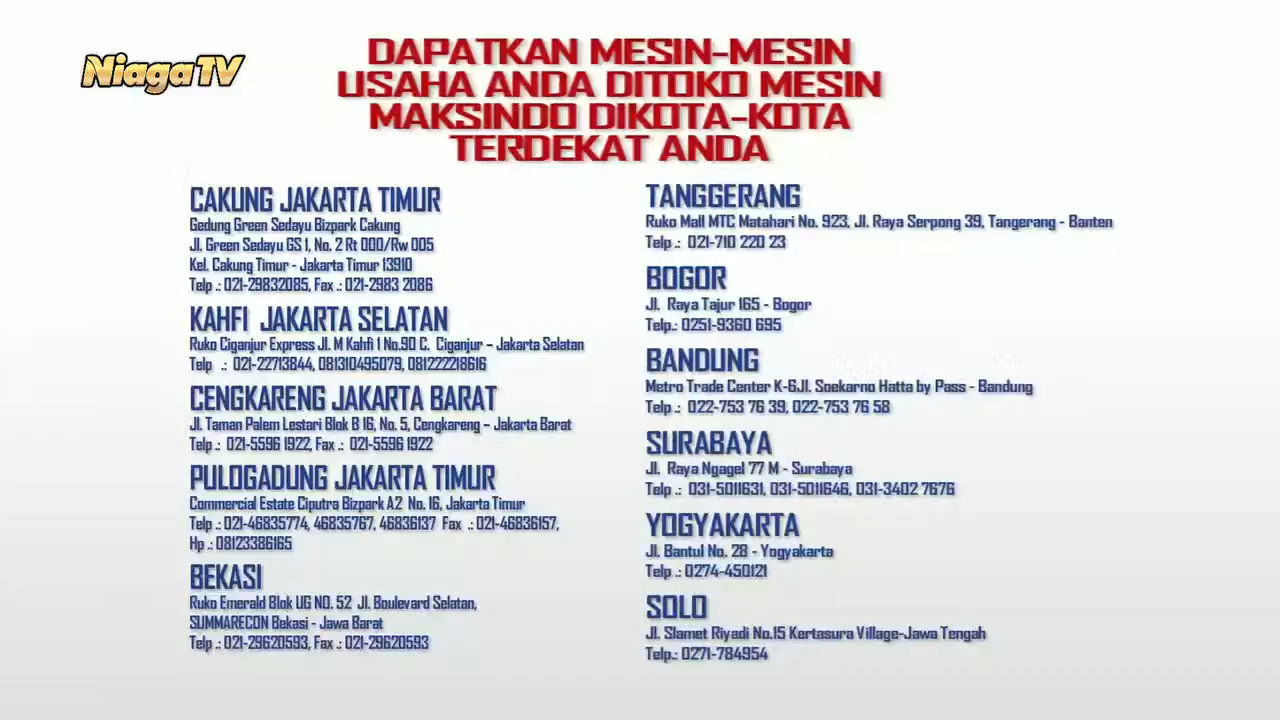 NiagaTV
DAPATKAN MESIN-MESIN
USAHA ANDA DITOKO MESIN
MAKSINDO DIKOTA-KOTA
TERDEKAT ANDA
CAKUNG JAKARTA TIMUR
Gedung Green Sedayu Bizpark Cakung
Jl. Green Sedayu GS 1, No. 2 Rt 000/Rw 005
Kel. Cakung Timur - Jakarta Timur 13910
Telp .: 021-29832085, Fax .: 021-2983 2086
KAHFI JAKARTA SELATAN
Ruko Ciganjur Express Jl. M Kahfi 1 No.90 C. Ciganjur – Jakarta Selatan
Telp .: 021-22713844, 081310495079, 081222218616
CENGKARENG JAKARTA BARAT
Jl. Taman Palem Lestari Blok B 16, No. 5, Cengkareng – Jakarta Barat
Telp .: 021-5596 1922, Fax .: 021-5596 1922
PULOGADUNG JAKARTA TIMUR
Commercial Estate Ciputra Bizpark A2 No. 16, Jakarta Timur
Telp .: 021-46835774, 46835767, 46836137 Fax .: 021-46836157,
Hp .: 08123386165
BEKASI
Ruko Emerald Blok UG NO. 52 Jl. Boulevard Selatan,
SUMMARECON Bekasi - Jawa Barat
Telp .: 021-29620593, Fax .: 021-29620593
TANGGERANG
Ruko Mall MTC Matahari No. 923, Jl. Raya Serpong 39, Tangerang - Banten
Telp .: 021-710 220 23
BOGOR
Jl. Raya Tajur 165 - Bogor
Telp.: 0251-9360 695
BANDUNG
Metro Trade Center K-6Jl. Soekarno Hatta by Pass - Bandung
Telp .: 022-753 76 39, 022-753 76 58
SURABAYA
Jl. Raya Ngagel 77 M - Surabaya
Telp .: 031-5011631, 031-5011646, 031-3402 7676
YOGYAKARTA
Jl. Bantul No. 28 - Yogyakarta
Telp .: 0274-450121
SOLO
Jl. Slamet Riyadi No.15 Kertasura Village-Jawa Tengah
Telp.: 0271-784954